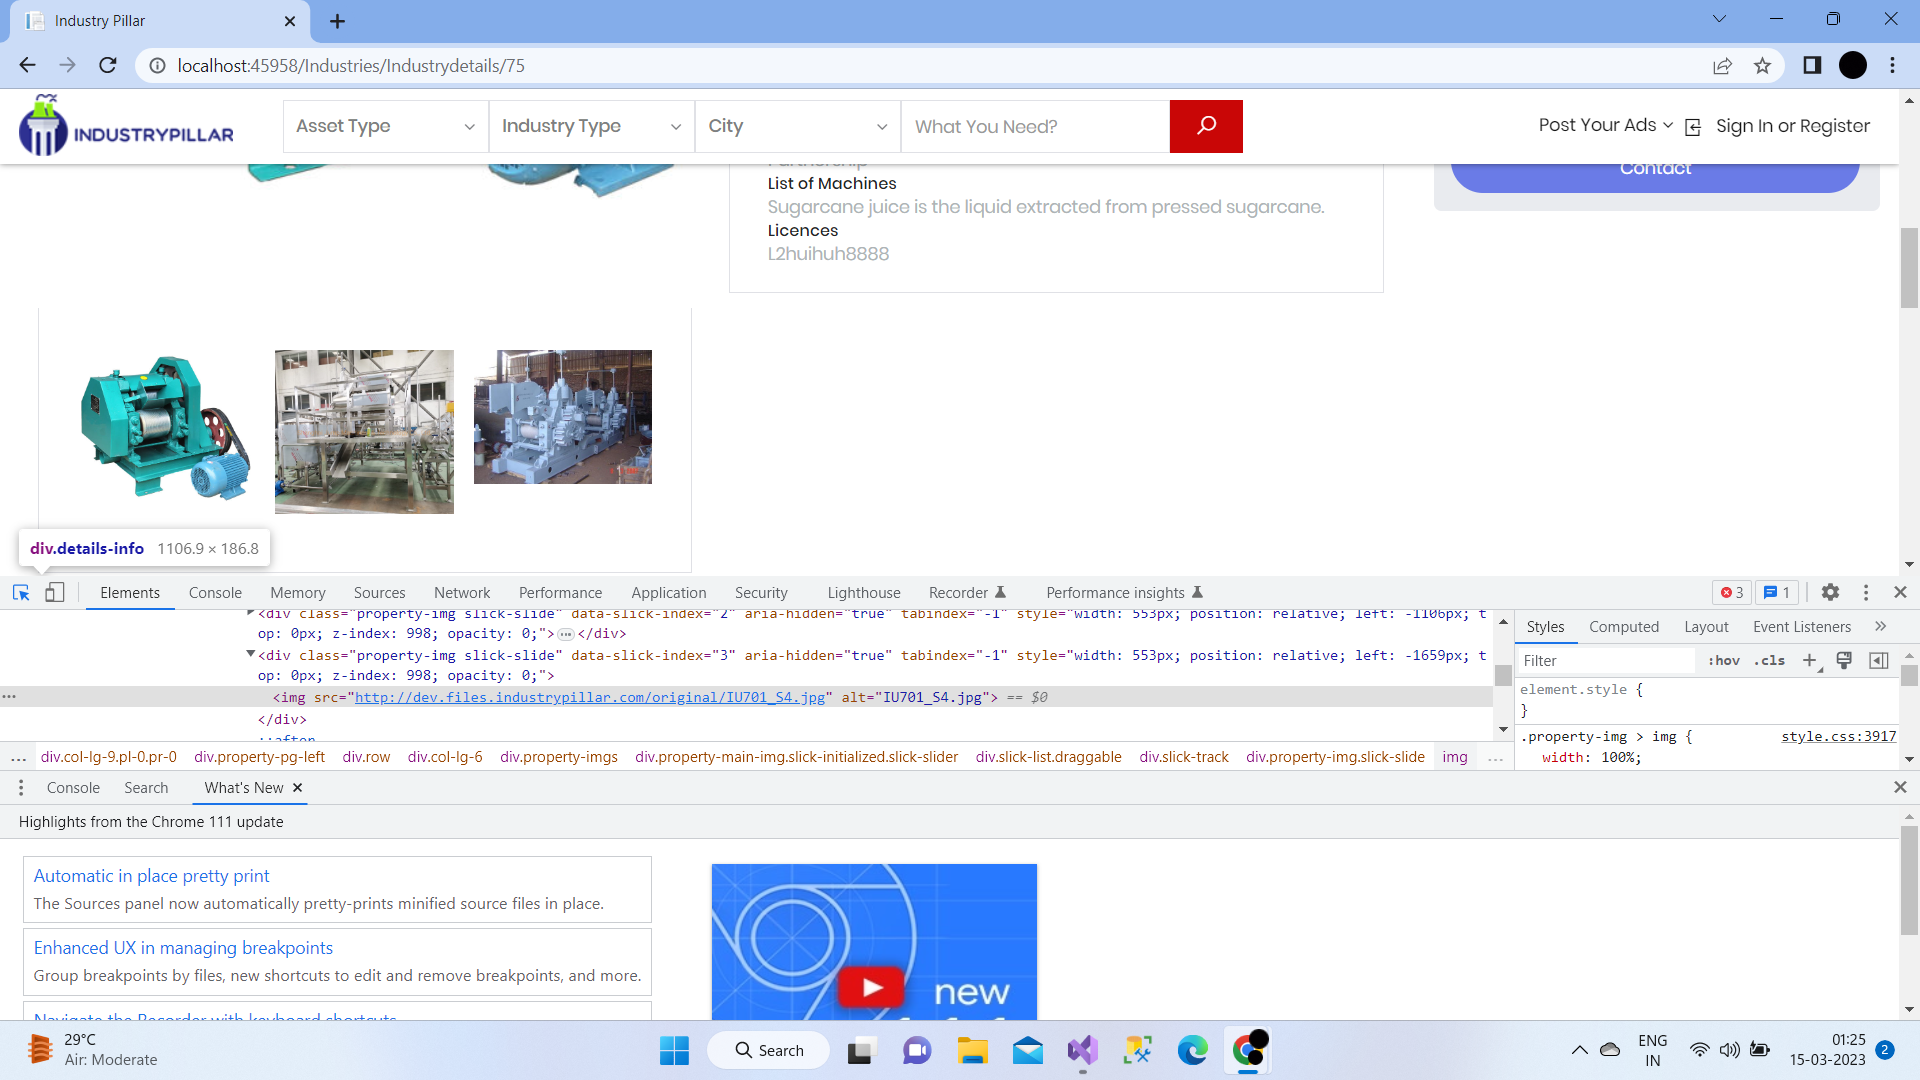 Industry Pillar
localhost:45958/Industries/Industrydetails/75
INDUSTRYPILLAR
Asset Type
Industry Type
City
What You Need?
Post Your Ads
Sign In or Register
Partnership
Contact
List of Machines
Sugarcane juice is the liquid extracted from pressed sugarcane.
Licences
L2huihuh8888
div.details-info 1106.9 × 186.8
Elements Console Memory Sources Network Performance Application Security Lighthouse Recorder Performance insights 3 1
<div class="property-img slick-slide" data-slick-index="2" aria-hidden="true" tabindex="-1" style="width: 553px; position: relative; left: -1106px; t
op: 0px; z-index: 998; opacity: 0;">…</div>
<div class="property-img slick-slide" data-slick-index="3" aria-hidden="true" tabindex="-1" style="width: 553px; position: relative; left: -1659px; t
op: 0px; z-index: 998; opacity: 0;">
<img src="http://dev.files.industrypillar.com/original/IU701_S4.jpg" alt="IU701_S4.jpg"> == $0
</div>
::after
… div.col-lg-9.pl-0.pr-0 div.property-pg-left div.row div.col-lg-6 div.property-imgs div.property-main-img.slick-initialized.slick-slider div.slick-list.draggable div.slick-track div.property-img.slick-slide img …
Styles Computed Layout Event Listeners »
Filter :hov .cls +
element.style {
}
.property-img > img { style.css:3917
width: 100%;
Console Search What's New
Highlights from the Chrome 111 update
Automatic in place pretty print
The Sources panel now automatically pretty-prints minified source files in place.
Enhanced UX in managing breakpoints
Group breakpoints by files, new shortcuts to edit and remove breakpoints, and more.
Navigate the Recorder with keyboard shortcuts
new
29°C
Air: Moderate
Search
ENG
IN
01:25
15-03-2023
2